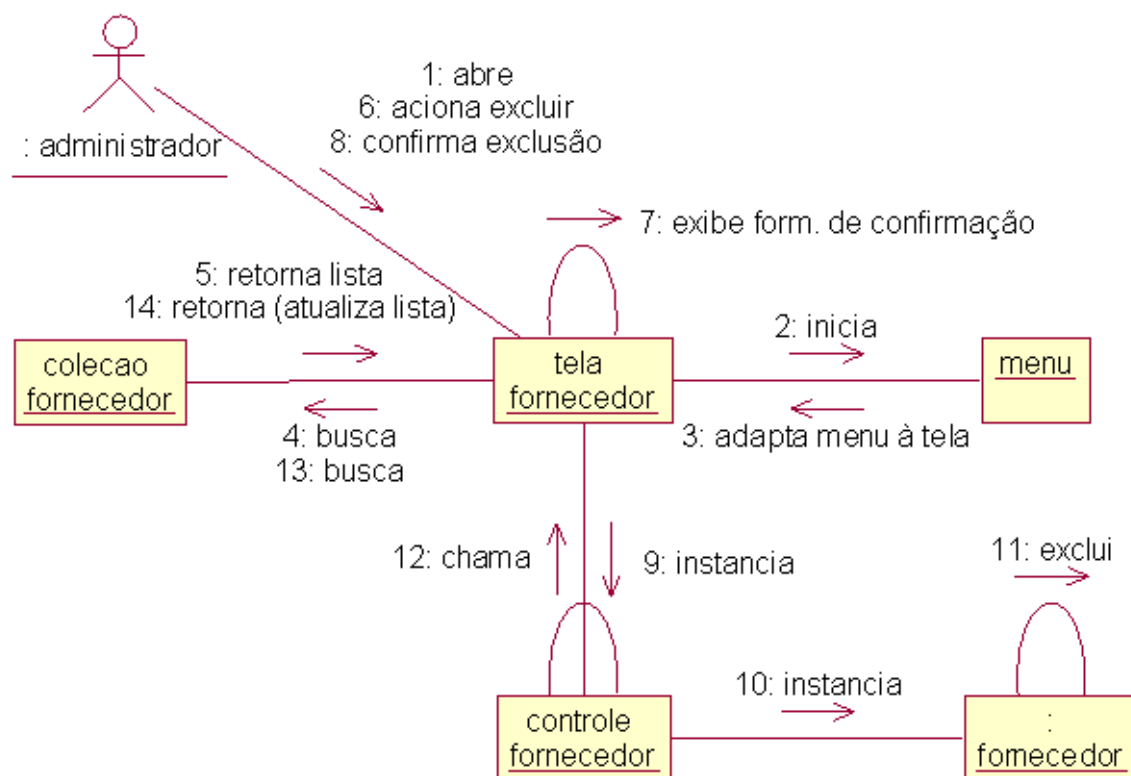 1: abre
6: aciona excluir
8: confirma exclusão
: administrador
7: exibe form. de confirmação
5: retorna lista
14: retorna (atualiza lista)
2: inicia
colecao
fornecedor
tela
fornecedor
menu
4: busca
13: busca
3: adapta menu à tela
12: chama
9: instancia
11: exclui
10: instancia
controle
fornecedor
:
fornecedor